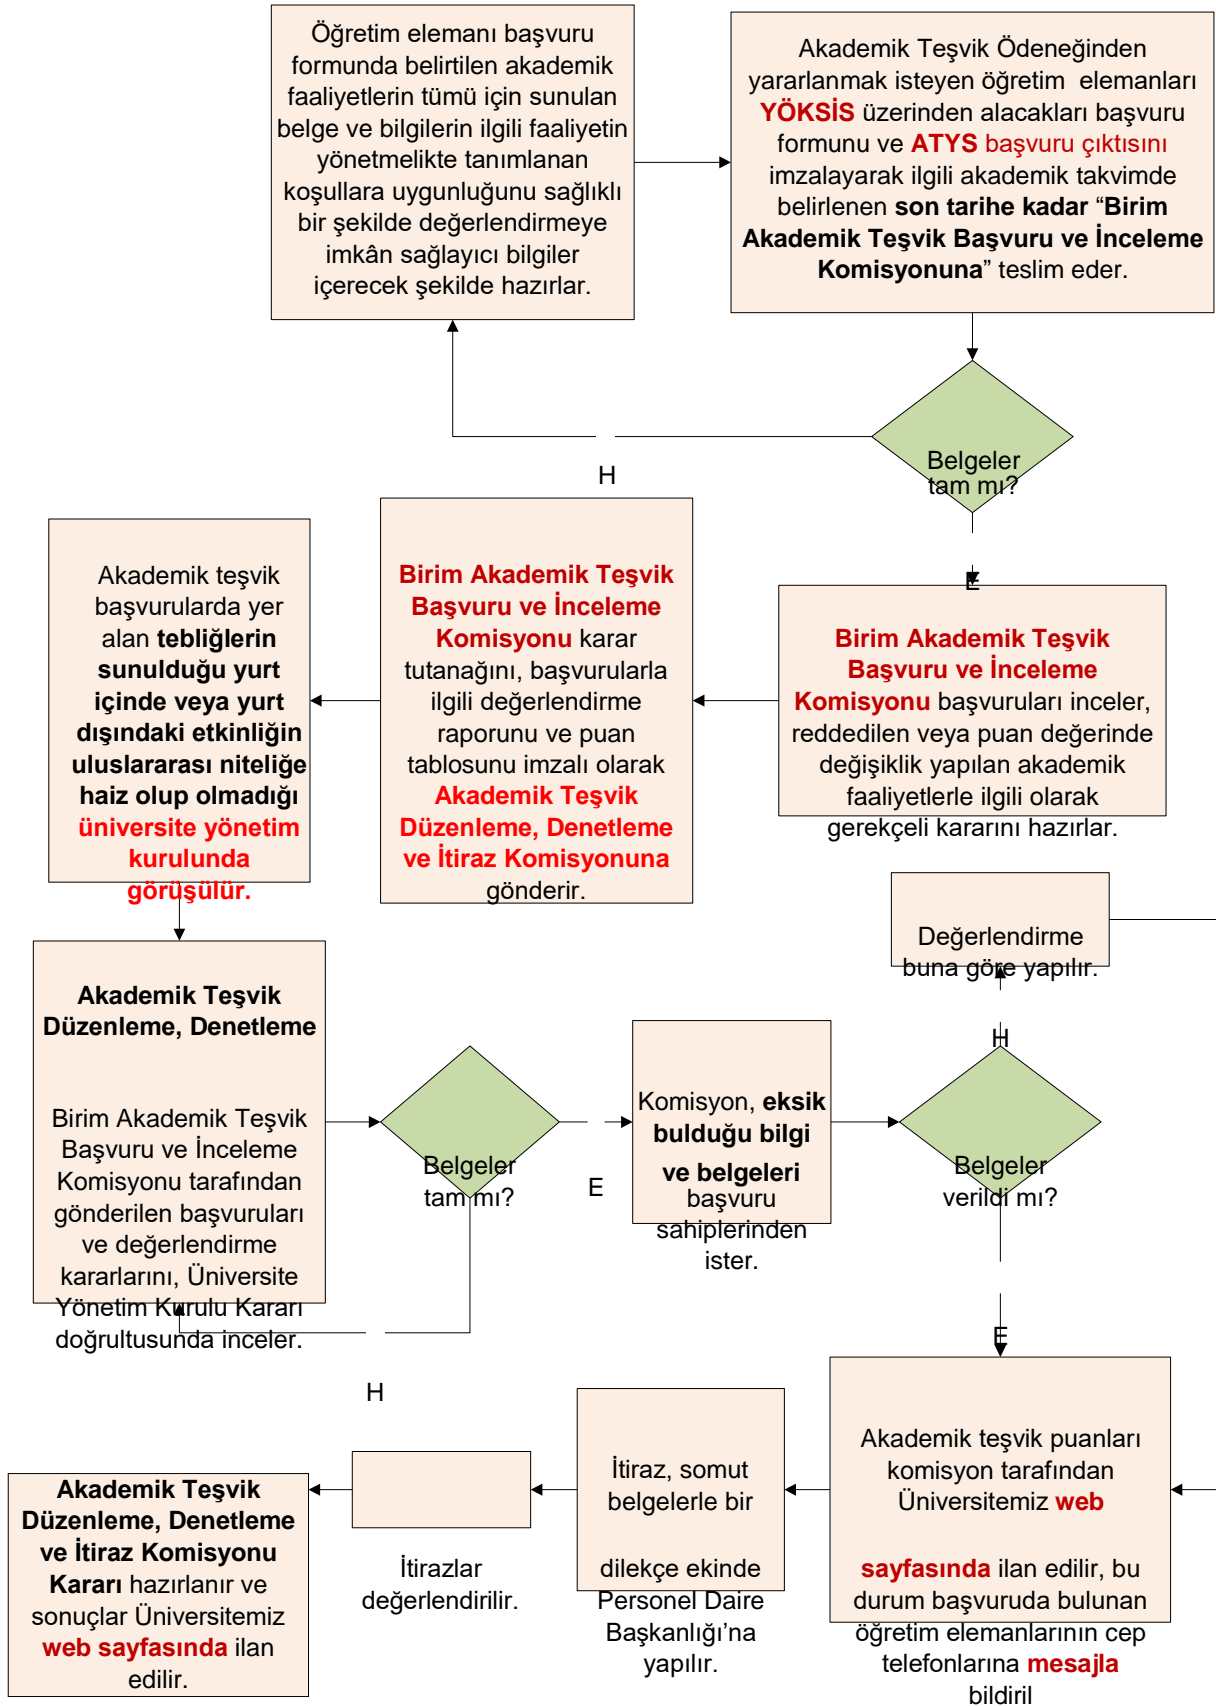 Öğretim elemanı başvuru
formunda belirtilen akademik
faaliyetlerin tümü için sunulan
belge ve bilgilerin ilgili faaliyetin
yönetmelikte tanımlanan
koşullara uygunluğunu sağlıklı
bir şekilde değerlendirmeye
imkân sağlayıcı bilgiler
içerecek şekilde hazırlar.
Akademik Teşvik Ödeneğinden
yararlanmak isteyen öğretim elemanları
YÖKSİS üzerinden alacakları başvuru
formunu ve ATYS başvuru çıktısını
imzalayarak ilgili akademik takvimde
belirlenen son tarihe kadar “Birim
Akademik Teşvik Başvuru ve İnceleme
Komisyonuna” teslim eder.
Belgeler
tam mı?
H
E
Birim Akademik Teşvik
Başvuru ve İnceleme
Komisyonu başvuruları inceler,
reddedilen veya puan değerinde
değişiklik yapılan akademik
faaliyetlerle ilgili olarak
gerekçeli kararını hazırlar.
Birim Akademik Teşvik
Başvuru ve İnceleme
Komisyonu karar
tutanağını, başvurularla
ilgili değerlendirme
raporunu ve puan
tablosunu imzalı olarak
Akademik Teşvik
Düzenleme, Denetleme
ve İtiraz Komisyonuna
gönderir.
Akademik teşvik
başvurularda yer
alan tebliğlerin
sunulduğu yurt
içinde veya yurt
dışındaki etkinliğin
uluslararası niteliğe
haiz olup olmadığı
üniversite yönetim
kurulunda
görüşülür.
Akademik Teşvik
Düzenleme, Denetleme
Birim Akademik Teşvik
Başvuru ve İnceleme
Komisyonu tarafından
gönderilen başvuruları
ve değerlendirme
kararlarını, Üniversite
Yönetim Kurulu Kararı
doğrultusunda inceler.
Belgeler
tam mı?
E
H
Komisyon, eksik
bulduğu bilgi
ve belgeleri
başvuru
sahiplerinden
ister.
Belgeler
verildi mı?
H
Değerlendirme
buna göre yapılır.
E
Akademik teşvik puanları
komisyon tarafından
Üniversitemiz web
sayfasında ilan edilir, bu
durum başvuruda bulunan
öğretim elemanlarının cep
telefonlarına mesajla
bildiril
İtiraz, somut
belgelerle bir
dilekçe ekinde
Personel Daire
Başkanlığı’na
yapılır.
İtirazlar
değerlendirilir.
Akademik Teşvik
Düzenleme, Denetleme
ve İtiraz Komisyonu
Kararı hazırlanır ve
sonuçlar Üniversitemiz
web sayfasında ilan
edilir.